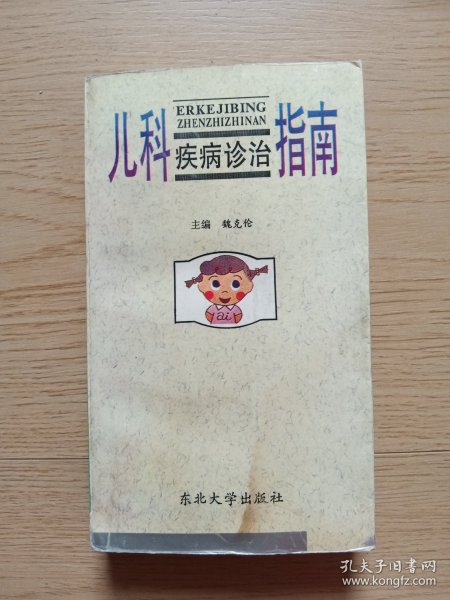 ERKEJIBING
ZHENZHIZHINAN
儿科疾病诊治指南
主编 魏克伦
ai
东北大学出版社
孔夫子旧书网
www.kongfz.com